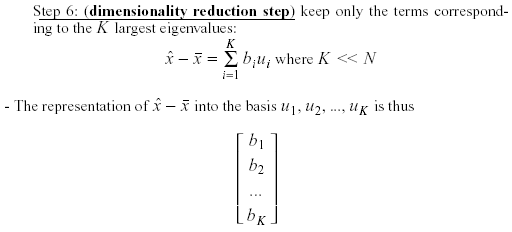 Step 6: (dimensionality reduction step) keep only the terms correspond-
ing to the K largest eigenvalues:
x̂ − x̄ = K Σ i=1 b_i u_i where K << N
- The representation of x̂ − x̄ into the basis u_1, u_2, ..., u_K is thus
b_1
b_2
...
b_K